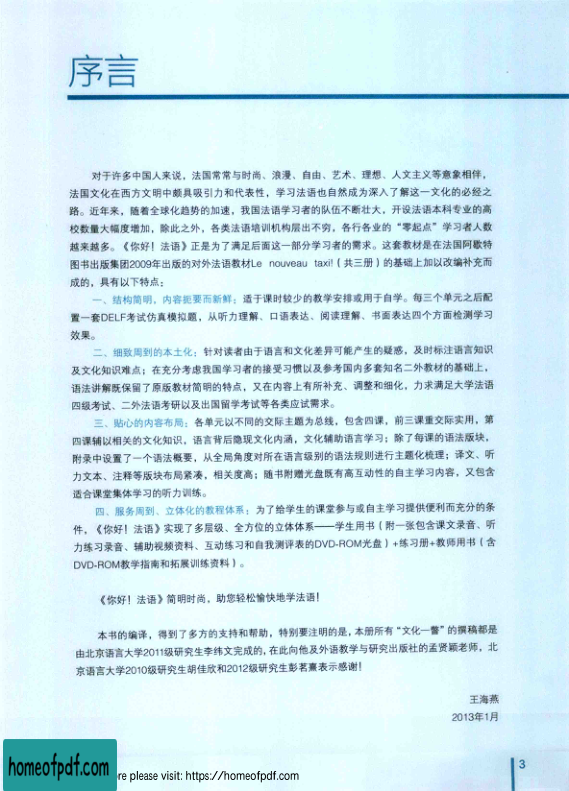 序言
对于许多中国人来说，法国常常与时尚、浪漫、自由、艺术、理想、人文主义等意象相伴，
法国文化在西方文明中颇具吸引力和代表性，学习法语也自然成为深入了解这一文化的必经之
路。近年来，随着全球化趋势的加速，我国法语学习者的队伍不断壮大，开设法语本科专业的高
校数量大幅度增加，除此之外，各类法语培训机构层出不穷，各行各业的“零起点”学习者人数
越来越多。《你好！法语》正是为了满足后面这一部分学习者的需求。这套教材是在法国阿歇特
图书出版集团2009年出版的对外法语教材Le nouveau taxi!（共三册）的基础上加以改编补充而
成的，具有以下特点：
一、结构简明，内容扼要而新鲜：适于课时较少的教学安排或用于自学。每三个单元之后配
置一套DELF考试仿真模拟题，从听力理解、口语表达、阅读理解、书面表达四个方面检测学习
效果。
二、细致周到的本土化：针对读者由于语言和文化差异可能产生的疑惑，及时标注语言知识
及文化知识难点；在充分考虑我国学习者的接受习惯以及参考国内多套知名二外教材的基础上，
语法讲解既保留了原版教材简明的特点，又在内容上有所补充、调整和细化，力求满足大学法语
四级考试、二外法语考研以及出国留学考试等各类应试需求。
三、贴心的内容布局：各单元以不同的交际主题为总线，包含四课，前三课重交际实用，第
四课辅以相关的文化知识，语言背后隐现文化内涵，文化辅助语言学习；除了每课的语法版块，
附录中设置了一个语法概要，从全局角度对所在语言级别的语法规则进行主题化梳理；译文、听
力文本、注释等版块布局紧凑，相关度高；随书附赠光盘既有高互动性的自主学习内容，又包含
适合课堂集体学习的听力训练。
四、服务周到、立体化的教程体系：为了给学生的课堂参与或自主学习提供便利而充分的条
件，《你好！法语》实现了多层级、全方位的立体体系——学生用书（附一张包含课文录音、听
力练习录音、辅助视频资料、互动练习和自我测评表的DVD-ROM光盘）+练习册+教师用书（含
DVD-ROM教学指南和拓展训练资料）。
《你好！法语》简明时尚，助您轻松愉快地学法语！
本书的编译，得到了多方的支持和帮助，特别要注明的是，本册所有“文化一瞥”的撰稿都是
由北京语言大学2011级研究生李纬文完成的，在此向他及外语教学与研究出版社的孟贤颖老师，北
京语言大学2010级研究生胡佳欣和2012级研究生彭茗熹表示感谢！
王海燕
2013年1月
3
homeofpdf.com
re please visit: https://homeofpdf.com